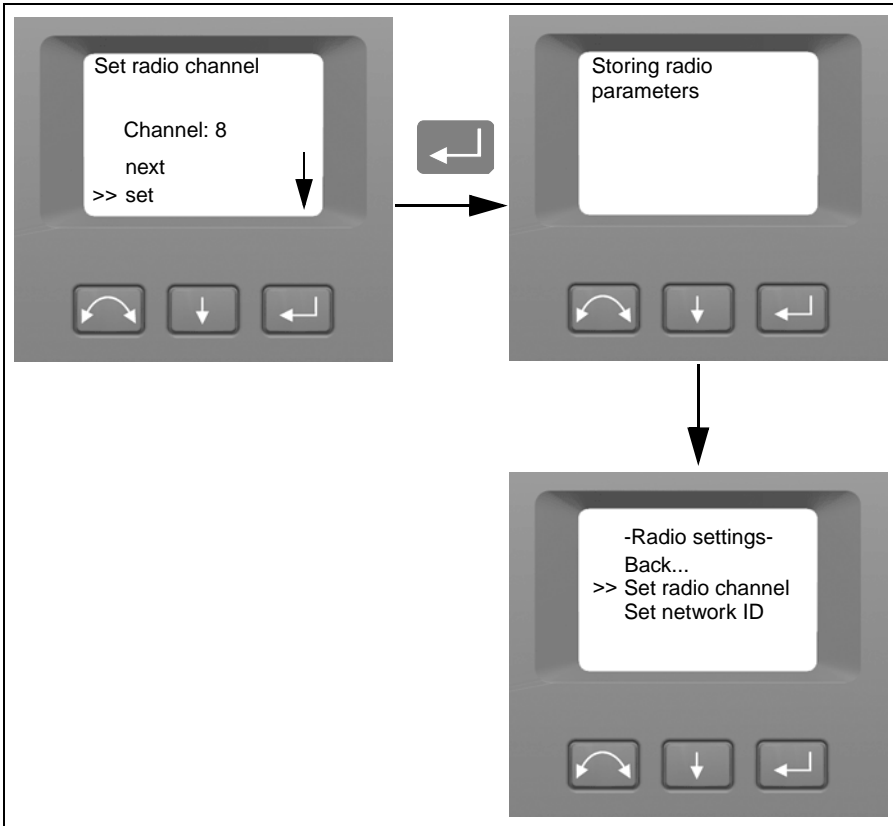 Set radio channel
Channel: 8
next
>> set
Storing radio
parameters
-Radio settings-
Back...
>> Set radio channel
Set network ID